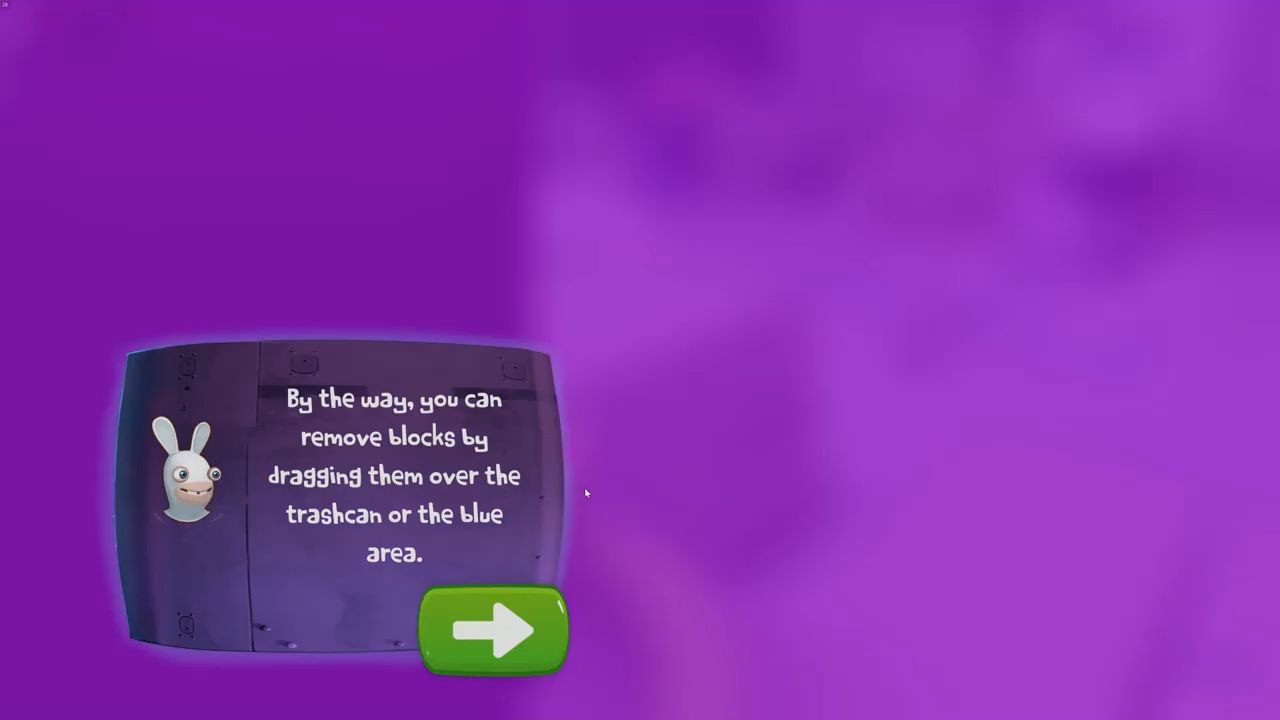 By the way, you can
remove blocks by
dragging them over the
trashcan or the blue
area.